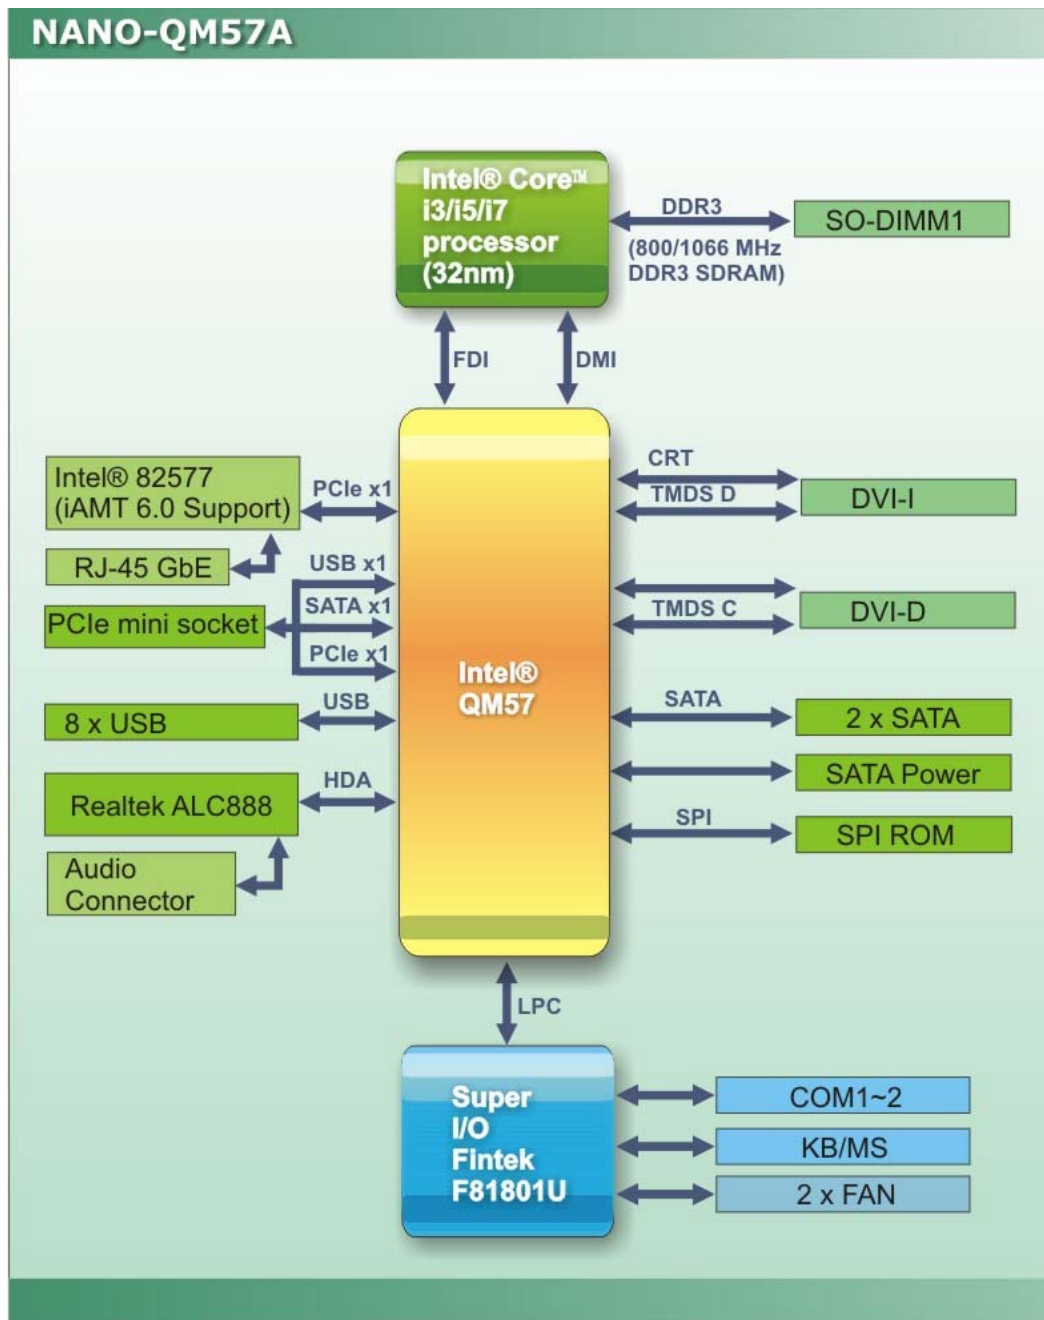 NANO-QM57A
Intel® Core™
i3/i5/i7
processor
(32nm)
DDR3
(800/1066 MHz
DDR3 SDRAM)
SO-DIMM1
FDI
DMI
Intel® 82577
(iAMT 6.0 Support)
PCIe x1
RJ-45 GbE
USB x1
SATA x1
PCIe x1
PCIe mini socket
USB
8 x USB
HDA
Realtek ALC888
Audio
Connector
Intel®
QM57
CRT
TMDS D
DVI-I
TMDS C
DVI-D
SATA
2 x SATA
SATA Power
SPI
SPI ROM
LPC
Super
I/O
Fintek
F81801U
COM1~2
KB/MS
2 x FAN